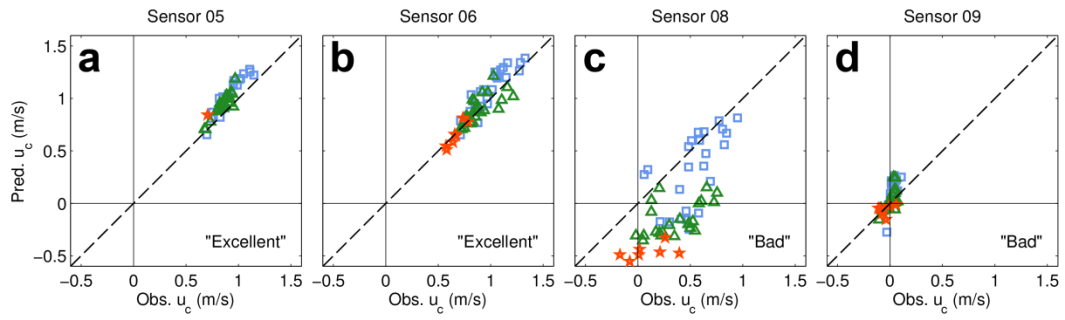 Sensor 05 Sensor 06 Sensor 08 Sensor 09
a b c d
1.5
1
0.5
0
−0.5
Pred. u_c (m/s)
"Excellent" "Excellent" "Bad" "Bad"
−0.5 0 0.5 1 1.5 −0.5 0 0.5 1 1.5 −0.5 0 0.5 1 1.5 −0.5 0 0.5 1 1.5
Obs. u_c (m/s) Obs. u_c (m/s) Obs. u_c (m/s) Obs. u_c (m/s)